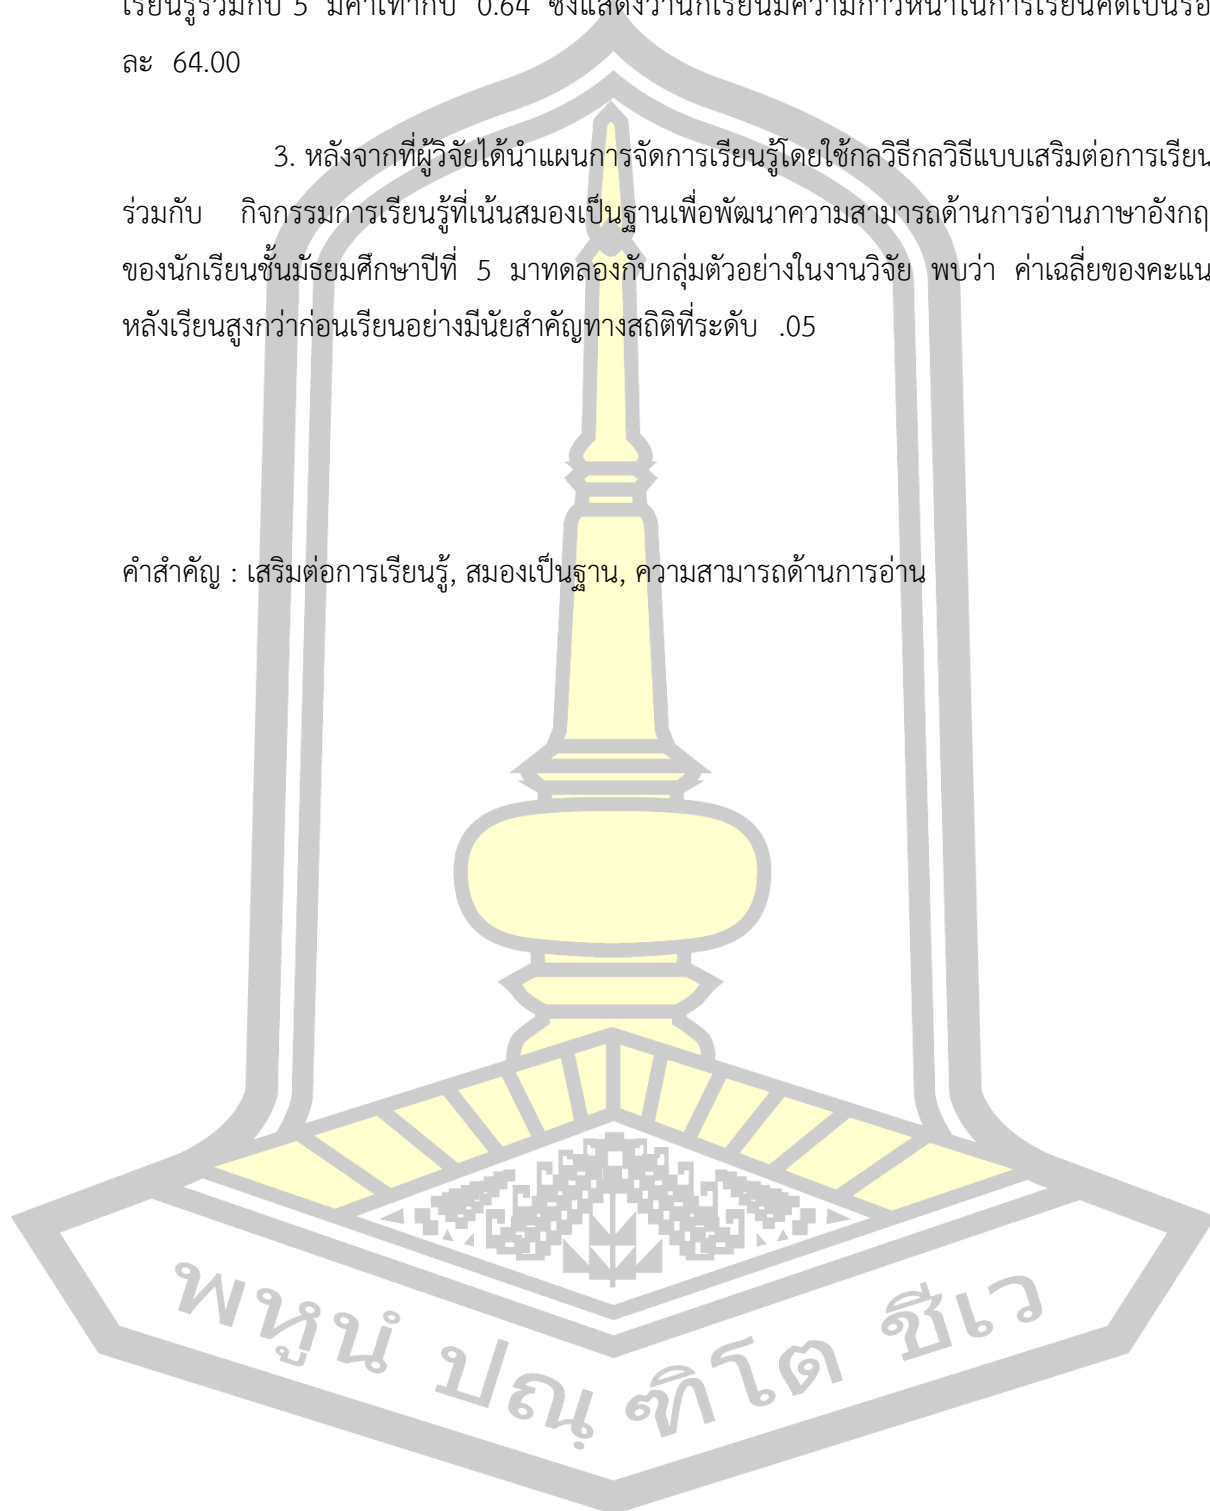 เรียนรู้ร่วมกับ 5 มีค่าเท่ากับ 0.64 ซึ่งแสดงว่านักเรียนมีความก้าวหน้าในการเรียนคิดเป็นร้อ
ละ 64.00
3. หลังจากที่ผู้วิจัยได้นำแผนการจัดการเรียนรู้โดยใช้กลวิธีกลวิธีแบบเสริมต่อการเรียน
ร่วมกับ กิจกรรมการเรียนรู้ที่เน้นสมองเป็นฐานเพื่อพัฒนาความสามารถด้านการอ่านภาษาอังกฤ
ของนักเรียนชั้นมัธยมศึกษาปีที่ 5 มาทดลองกับกลุ่มตัวอย่างในงานวิจัย พบว่า ค่าเฉลี่ยของคะแน
หลังเรียนสูงกว่าก่อนเรียนอย่างมีนัยสำคัญทางสถิติที่ระดับ .05
คำสำคัญ : เสริมต่อการเรียนรู้, สมองเป็นฐาน, ความสามารถด้านการอ่าน
พหูนํ ปณฺฑิโต ชีเว